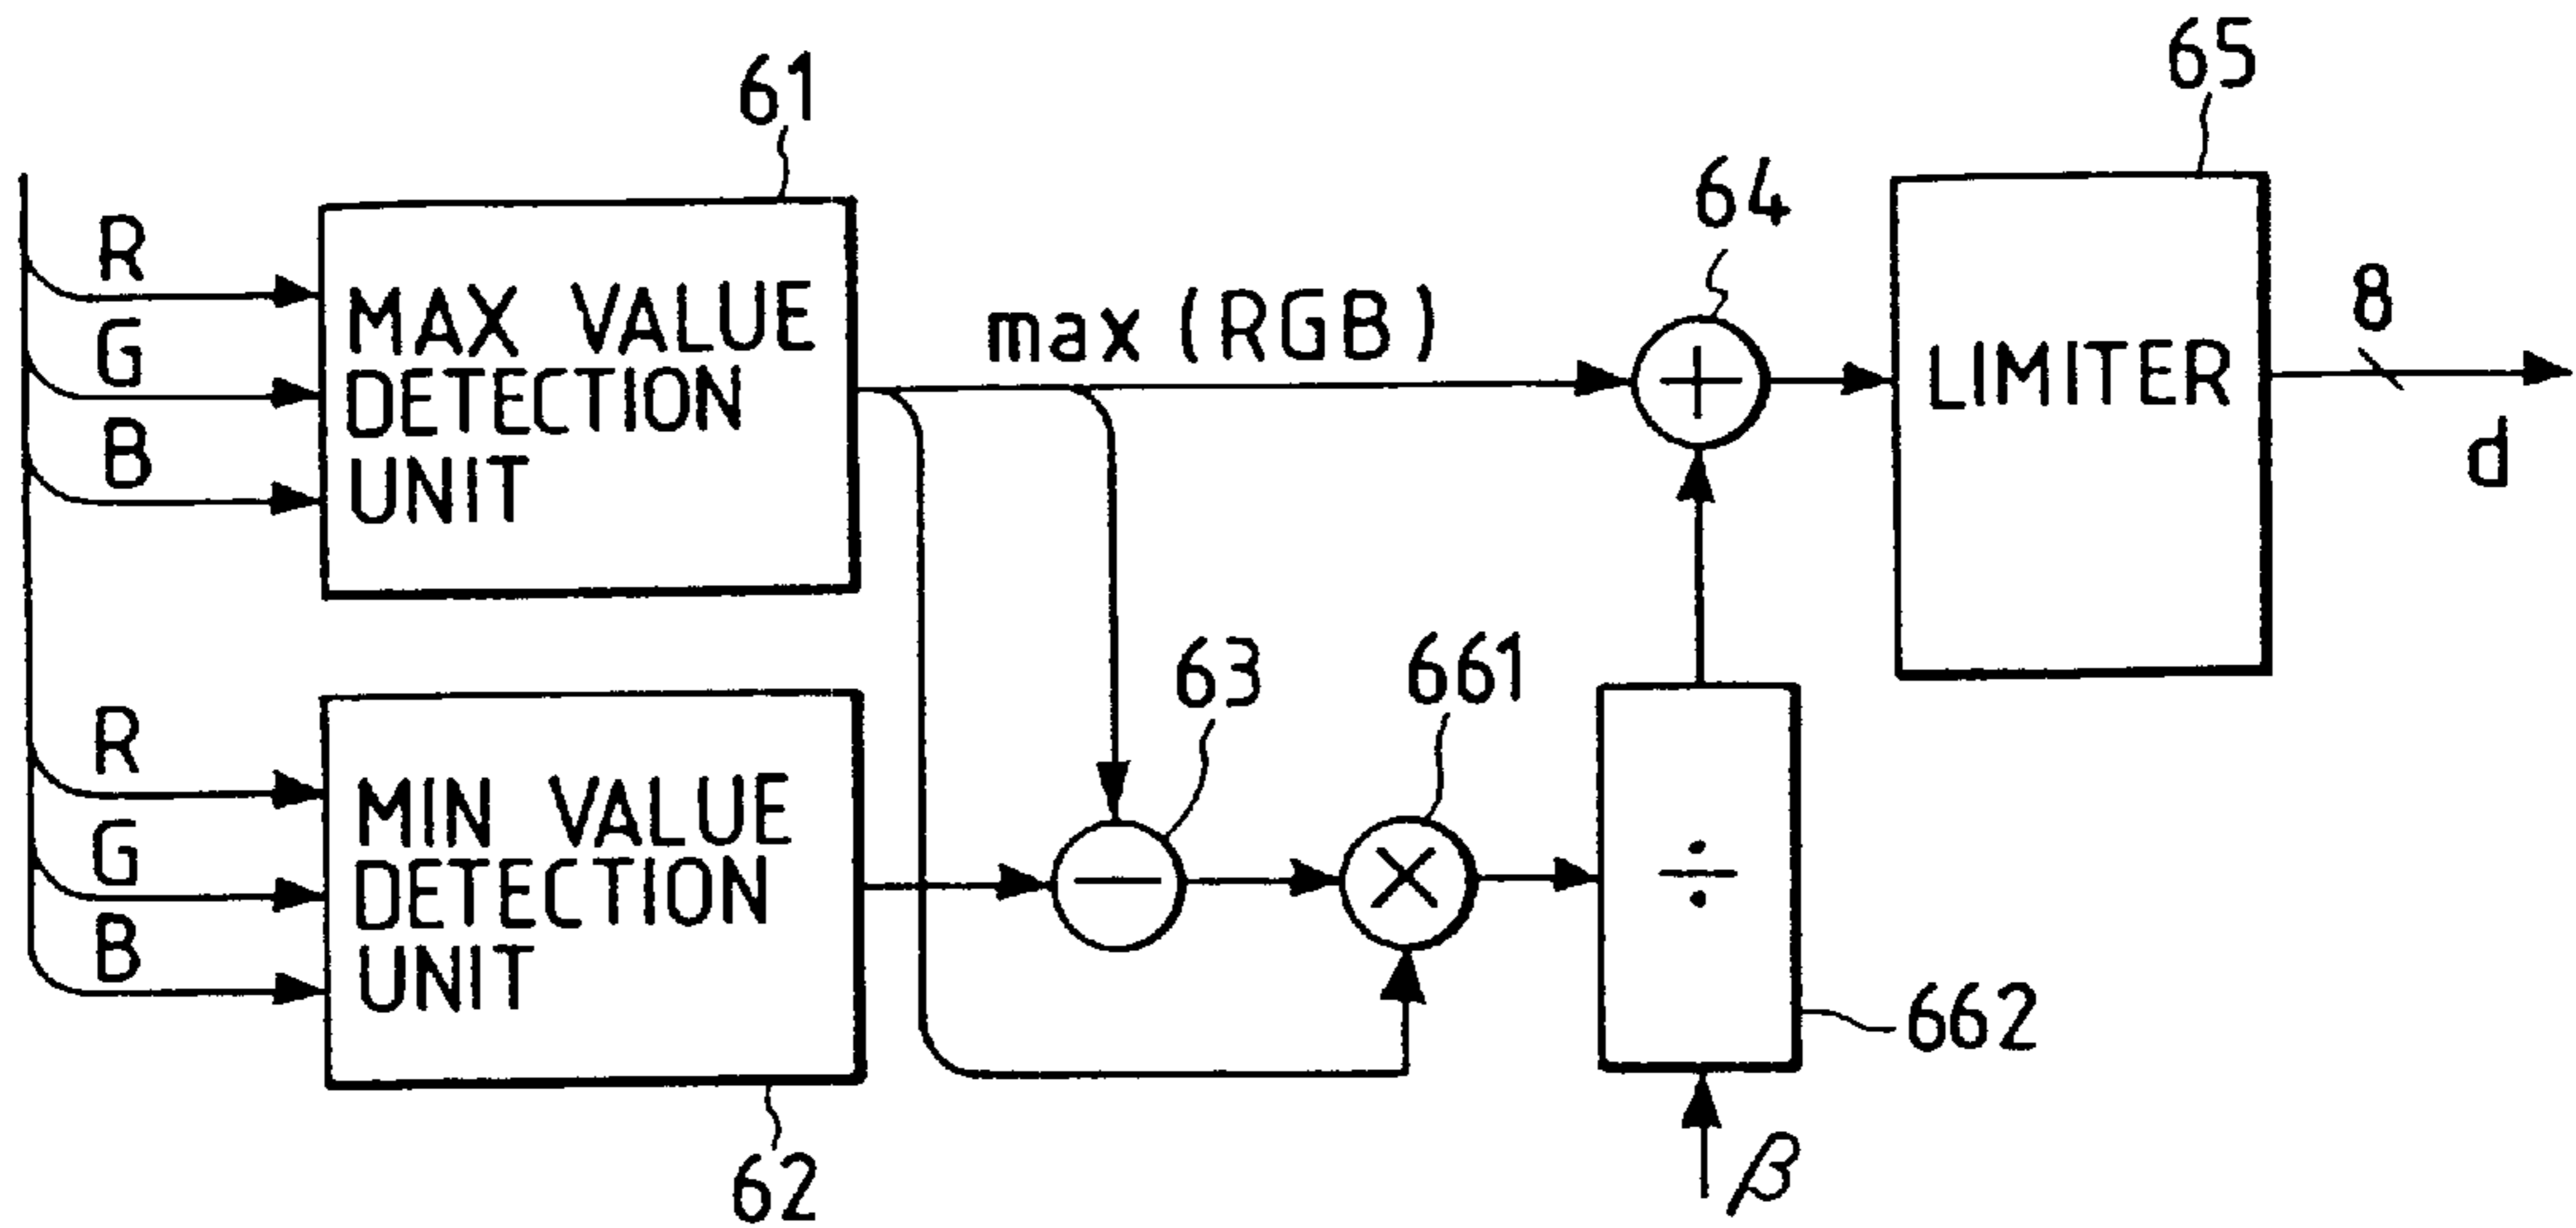 61
65
R
G
B
MAX VALUE
DETECTION
UNIT
max (RGB)
64
+
LIMITER
8
d
R
G
B
MIN VALUE
DETECTION
UNIT
62
63
−
661
×
÷
662
β